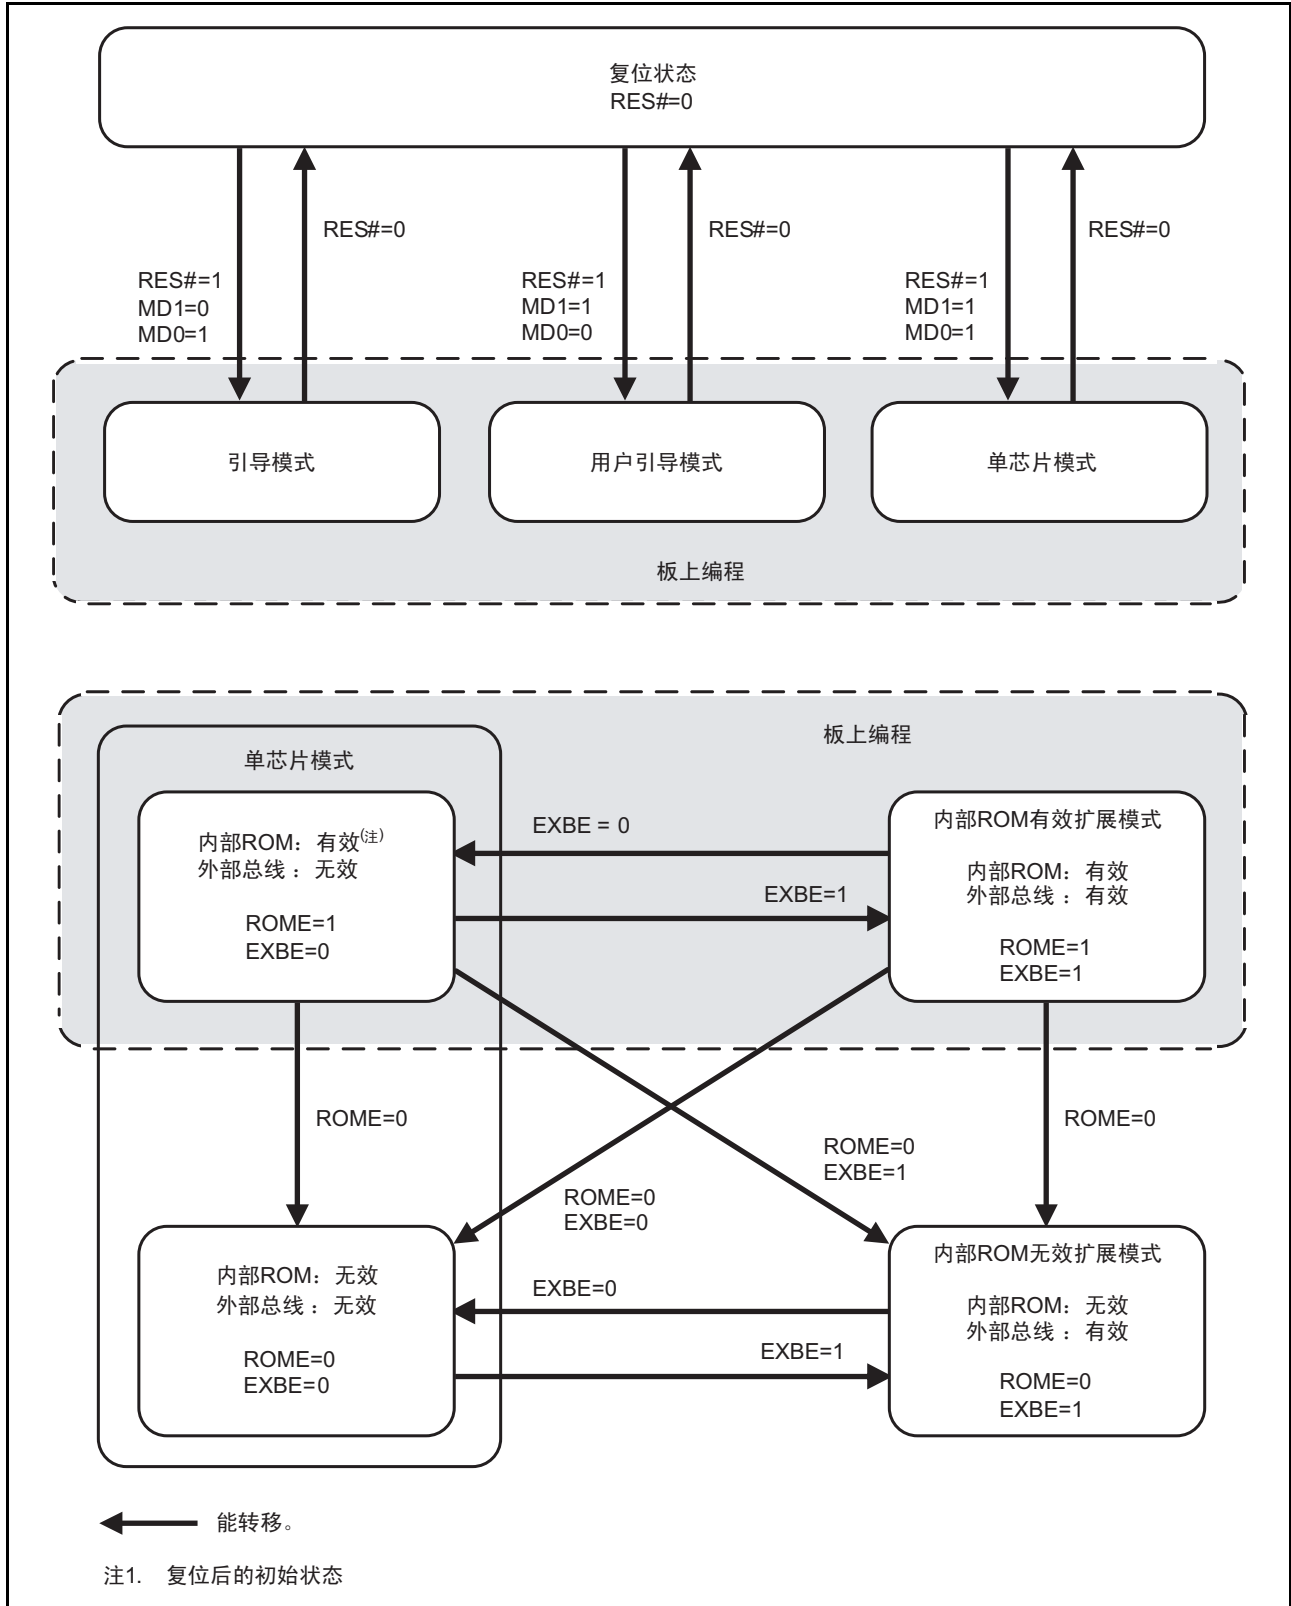 复位状态
RES#=0
RES#=0
RES#=0
RES#=0
RES#=1
MD1=0
MD0=1
RES#=1
MD1=1
MD0=0
RES#=1
MD1=1
MD0=1
引导模式
用户引导模式
单芯片模式
板上编程
板上编程
单芯片模式
内部ROM：有效(注)
外部总线：无效
ROME=1
EXBE=0
EXBE = 0
EXBE=1
内部ROM有效扩展模式
内部ROM：有效
外部总线：有效
ROME=1
EXBE=1
ROME=0
ROME=0
ROME=0
EXBE=1
ROME=0
EXBE=0
内部ROM：无效
外部总线：无效
ROME=0
EXBE=0
EXBE=0
EXBE=1
内部ROM无效扩展模式
内部ROM：无效
外部总线：有效
ROME=0
EXBE=1
能转移。
注1. 复位后的初始状态